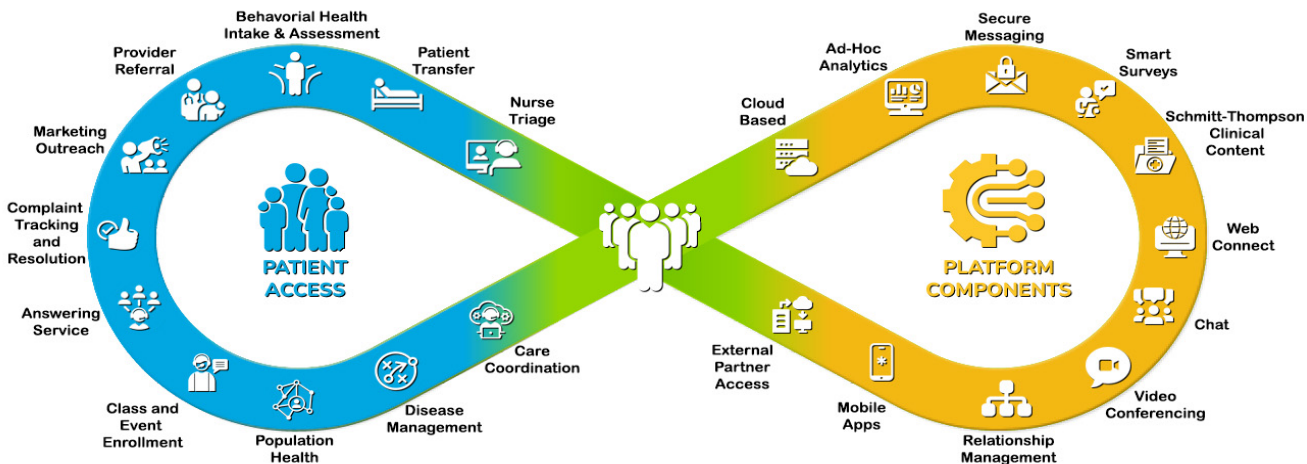 Behavorial Health
Intake & Assessment
Patient
Transfer
Nurse
Triage
Provider
Referral
Marketing
Outreach
Complaint
Tracking
and
Resolution
Answering
Service
Class and
Event
Enrollment
Population
Health
Disease
Management
Care
Coordination
PATIENT
ACCESS
Cloud
Based
Ad-Hoc
Analytics
Secure
Messaging
Smart
Surveys
Schmitt-Thompson
Clinical
Content
Web
Connect
Chat
Video
Conferencing
Relationship
Management
Mobile
Apps
External
Partner
Access
PLATFORM
COMPONENTS